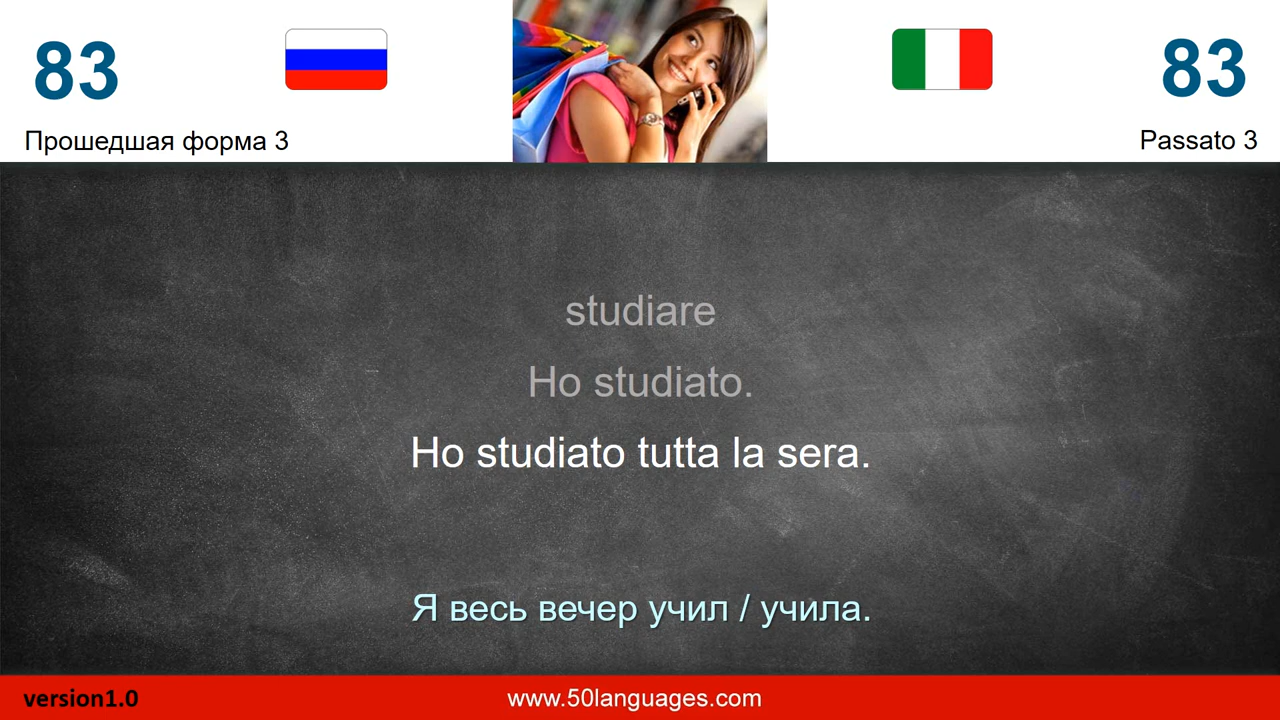 83
83
Прошедшая форма 3
Passato 3
studiare
Ho studiato.
Ho studiato tutta la sera.
Я весь вечер учил / учила.
version1.0
www.50languages.com